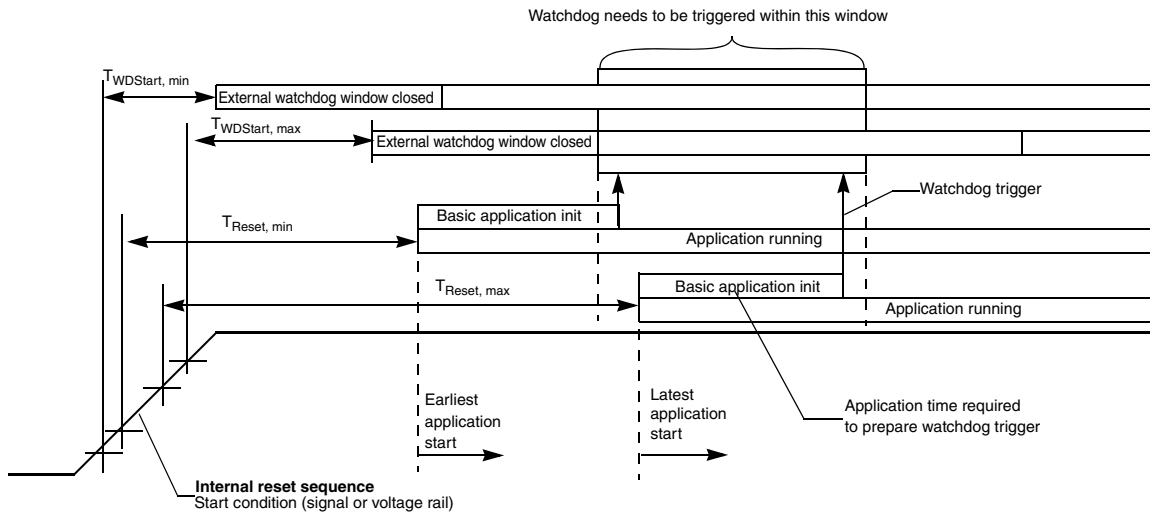 Watchdog needs to be triggered within this window
TWDStart, min
External watchdog window closed
TWDStart, max
External watchdog window closed
Watchdog trigger
TReset, min
Basic application init
Application running
TReset, max
Basic application init
Application running
Earliest
application
start
Latest
application
start
Application time required
to prepare watchdog trigger
Internal reset sequence
Start condition (signal or voltage rail)